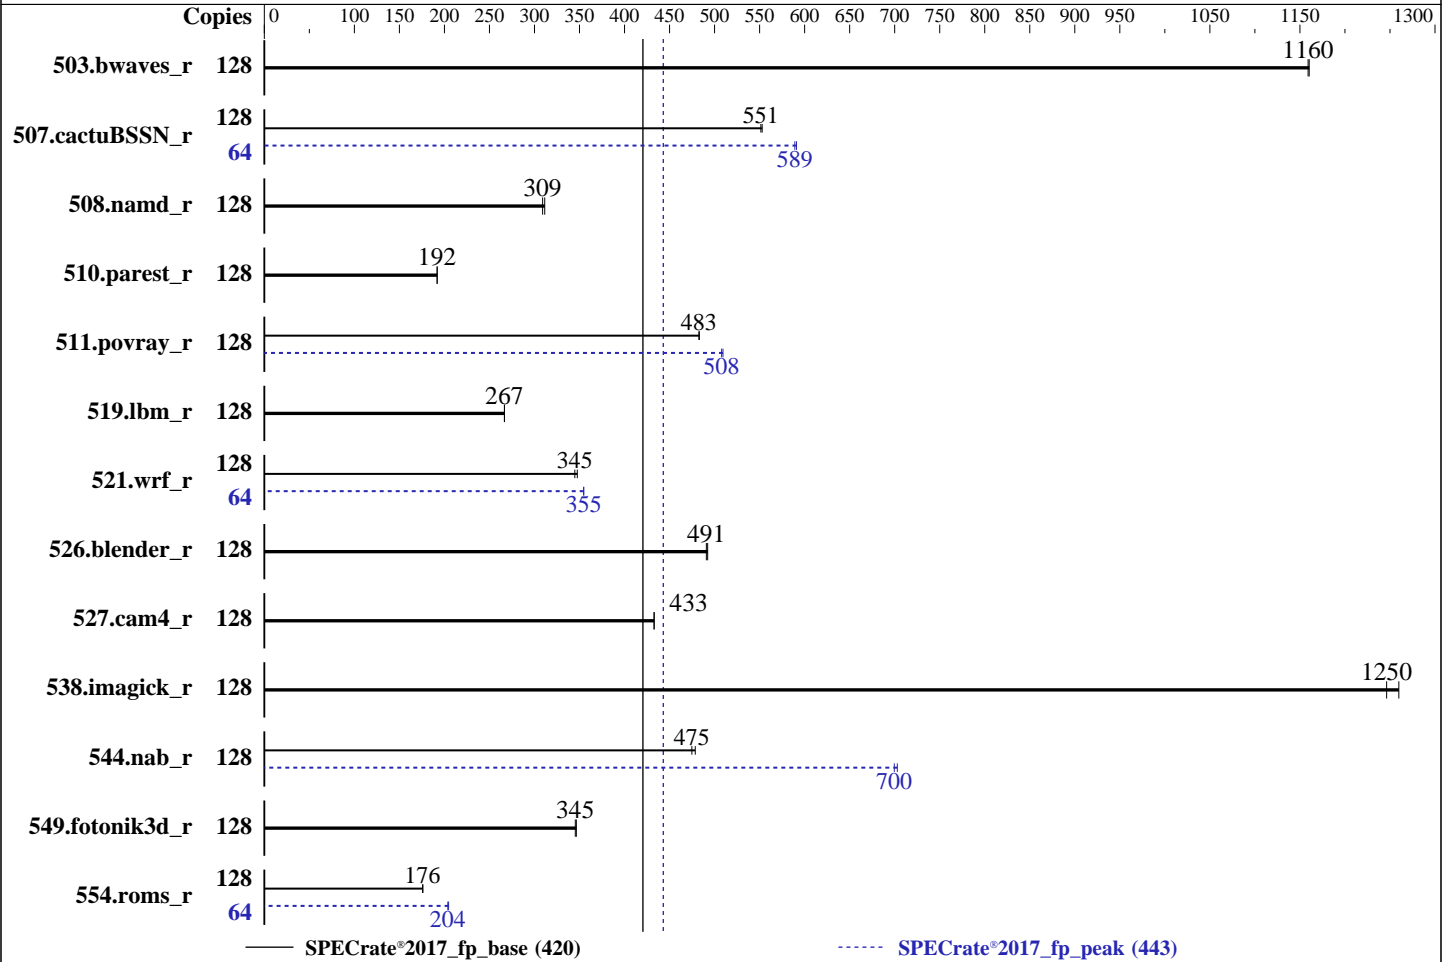 Copies 0 100 150 200 250 300 350 400 450 500 550 600 650 700 750 800 850 900 950 1050 1150 1300
503.bwaves_r 128 1160
507.cactuBSSN_r 128 551
64 589
508.namd_r 128 309
510.parest_r 128 192
511.povray_r 128 483
508
519.lbm_r 128 267
521.wrf_r 128 345
64 355
526.blender_r 128 491
527.cam4_r 128 433
538.imagick_r 128 1250
544.nab_r 128 475
700
549.fotonik3d_r 128 345
554.roms_r 128 176
64 204
SPECrate®2017_fp_base (420) SPECrate®2017_fp_peak (443)